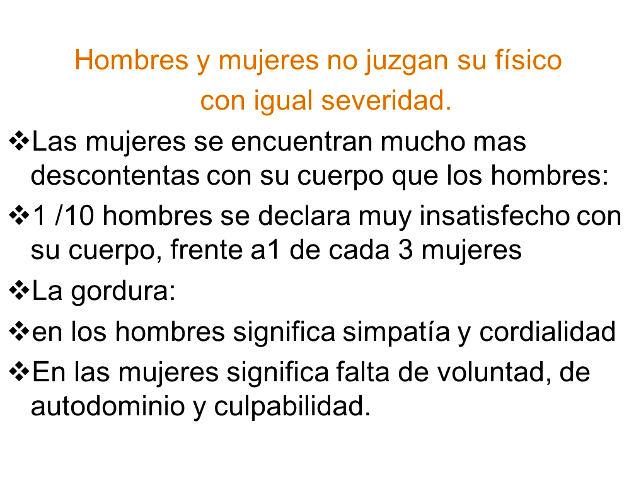 Hombres y mujeres no juzgan su físico
con igual severidad.
❖Las mujeres se encuentran mucho mas
descontentas con su cuerpo que los hombres:
❖1 /10 hombres se declara muy insatisfecho con
su cuerpo, frente a1 de cada 3 mujeres
❖La gordura:
❖en los hombres significa simpatía y cordialidad
❖En las mujeres significa falta de voluntad, de
autodominio y culpabilidad.